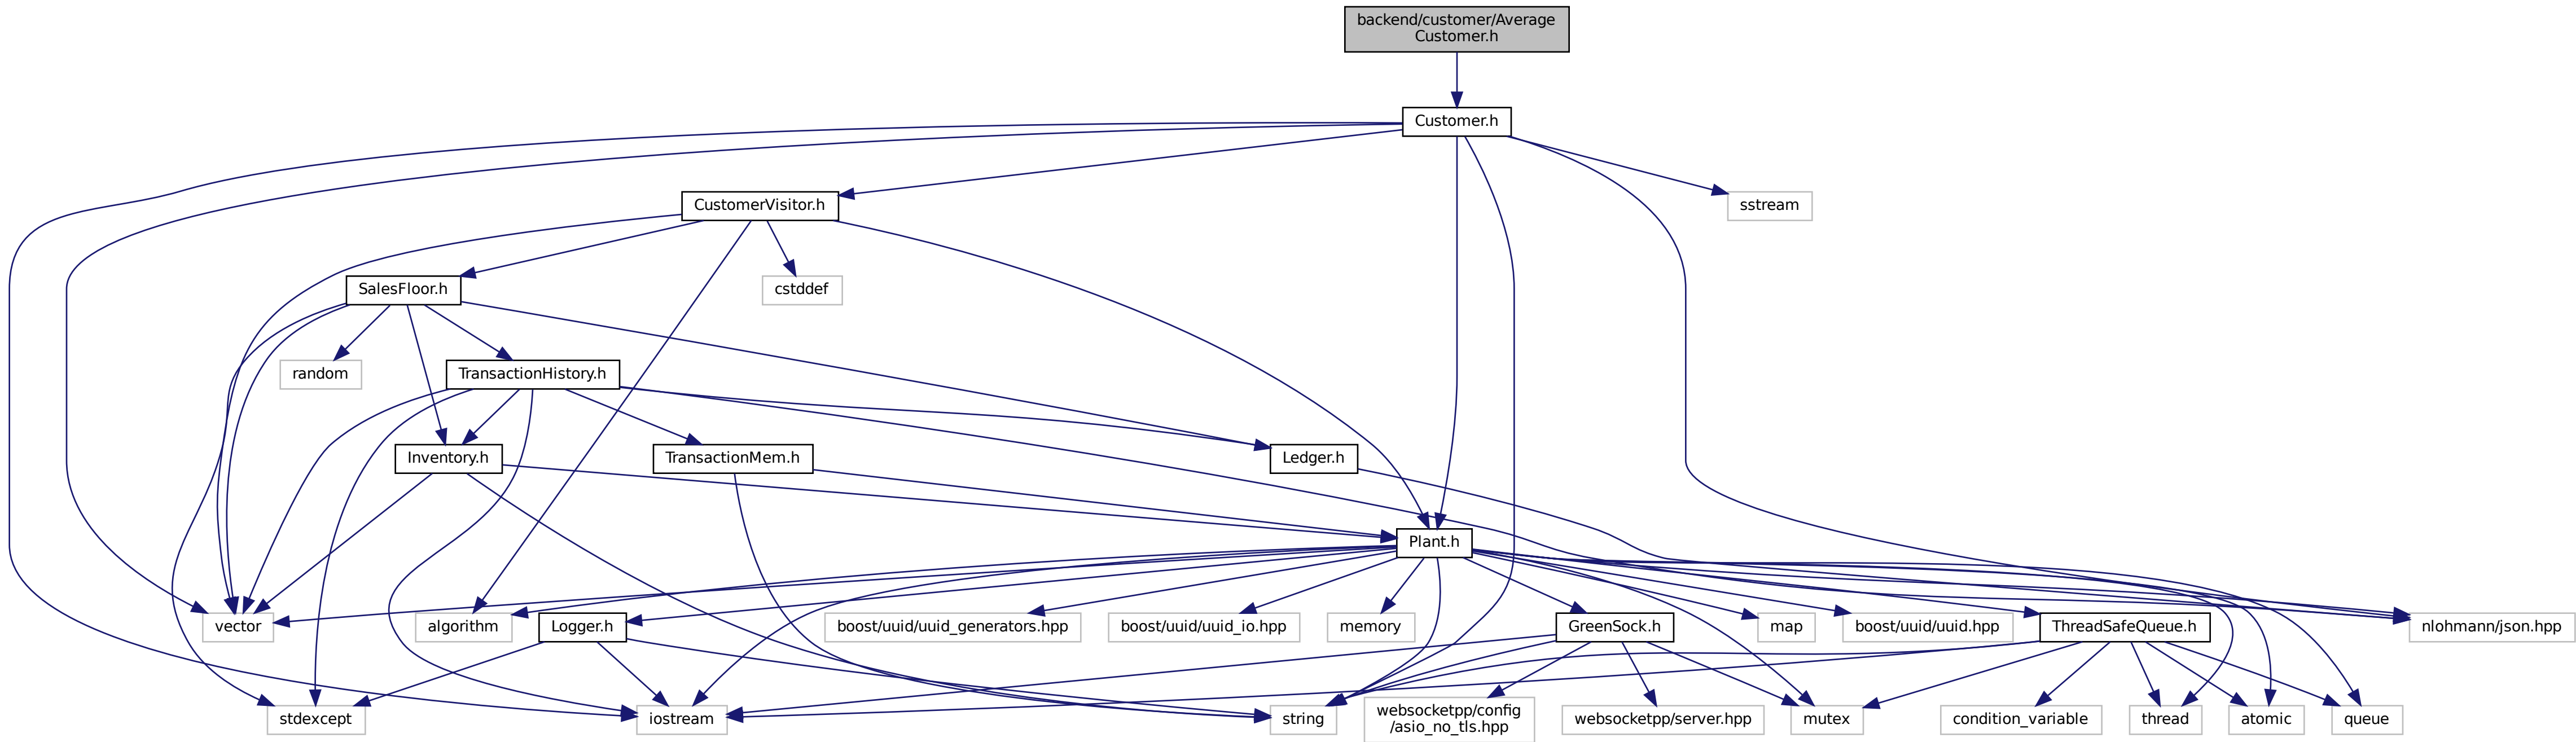 backend/customer/Average
Customer.h
Customer.h
CustomerVisitor.h
sstream
SalesFloor.h
cstddef
random
TransactionHistory.h
Inventory.h
TransactionMem.h
Ledger.h
Plant.h
vector
algorithm
Logger.h
boost/uuid/uuid_generators.hpp
boost/uuid/uuid_io.hpp
memory
GreenSock.h
map
boost/uuid/uuid.hpp
ThreadSafeQueue.h
nlohmann/json.hpp
stdexcept
iostream
string
websocketpp/config
/asio_no_tls.hpp
websocketpp/server.hpp
mutex
condition_variable
thread
atomic
queue